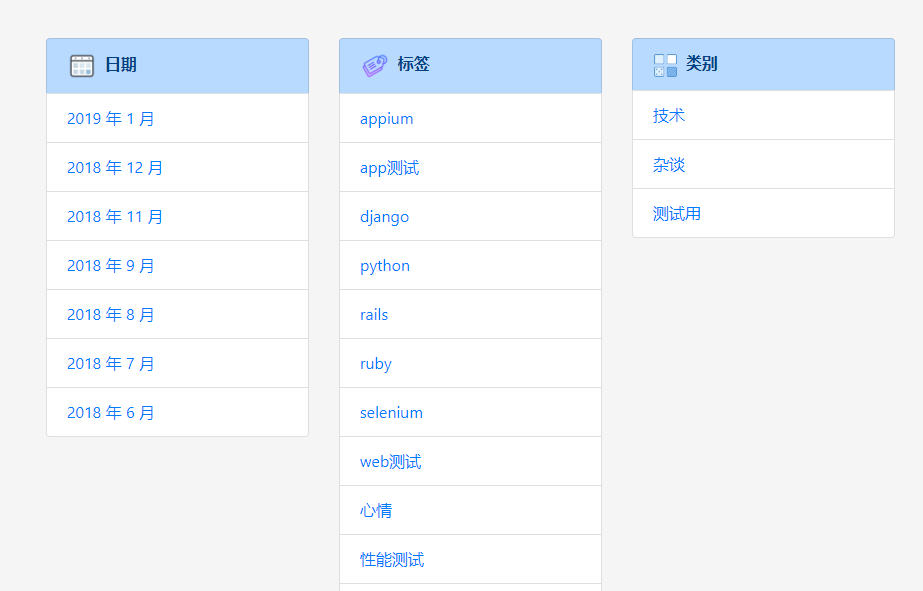 日期
2019 年 1 月
2018 年 12 月
2018 年 11 月
2018 年 9 月
2018 年 8 月
2018 年 7 月
2018 年 6 月
标签
appium
app测试
django
python
rails
ruby
selenium
web测试
心情
性能测试
类别
技术
杂谈
测试用